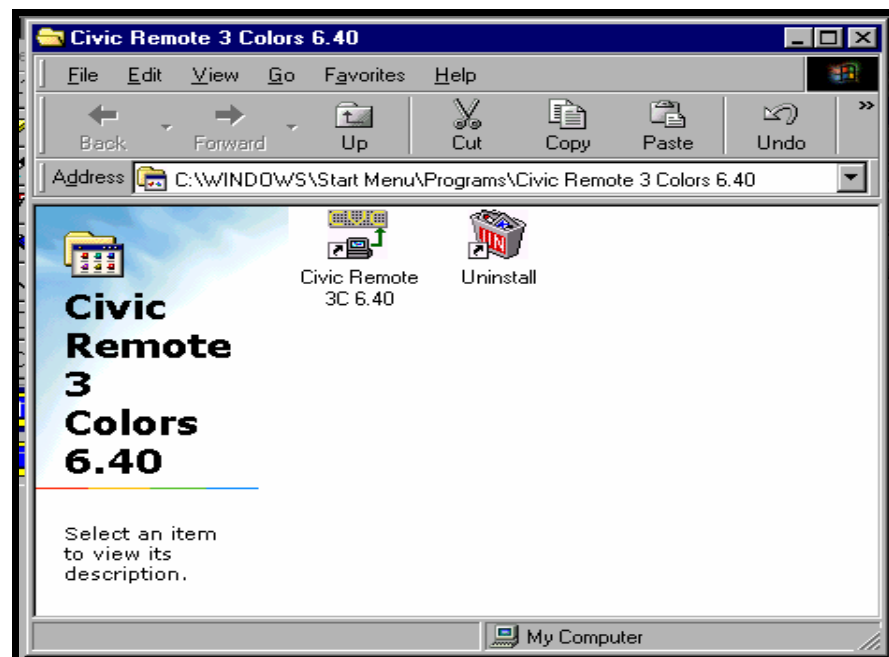 Civic Remote 3 Colors 6.40
File Edit View Go Favorites Help
Back Forward Up Cut Copy Paste Undo »
Address C:\WINDOWS\Start Menu\Programs\Civic Remote 3 Colors 6.40
Civic
Remote
3
Colors
6.40
Select an item
to view its
description.
Civic Remote
3C 6.40
Uninstall
My Computer